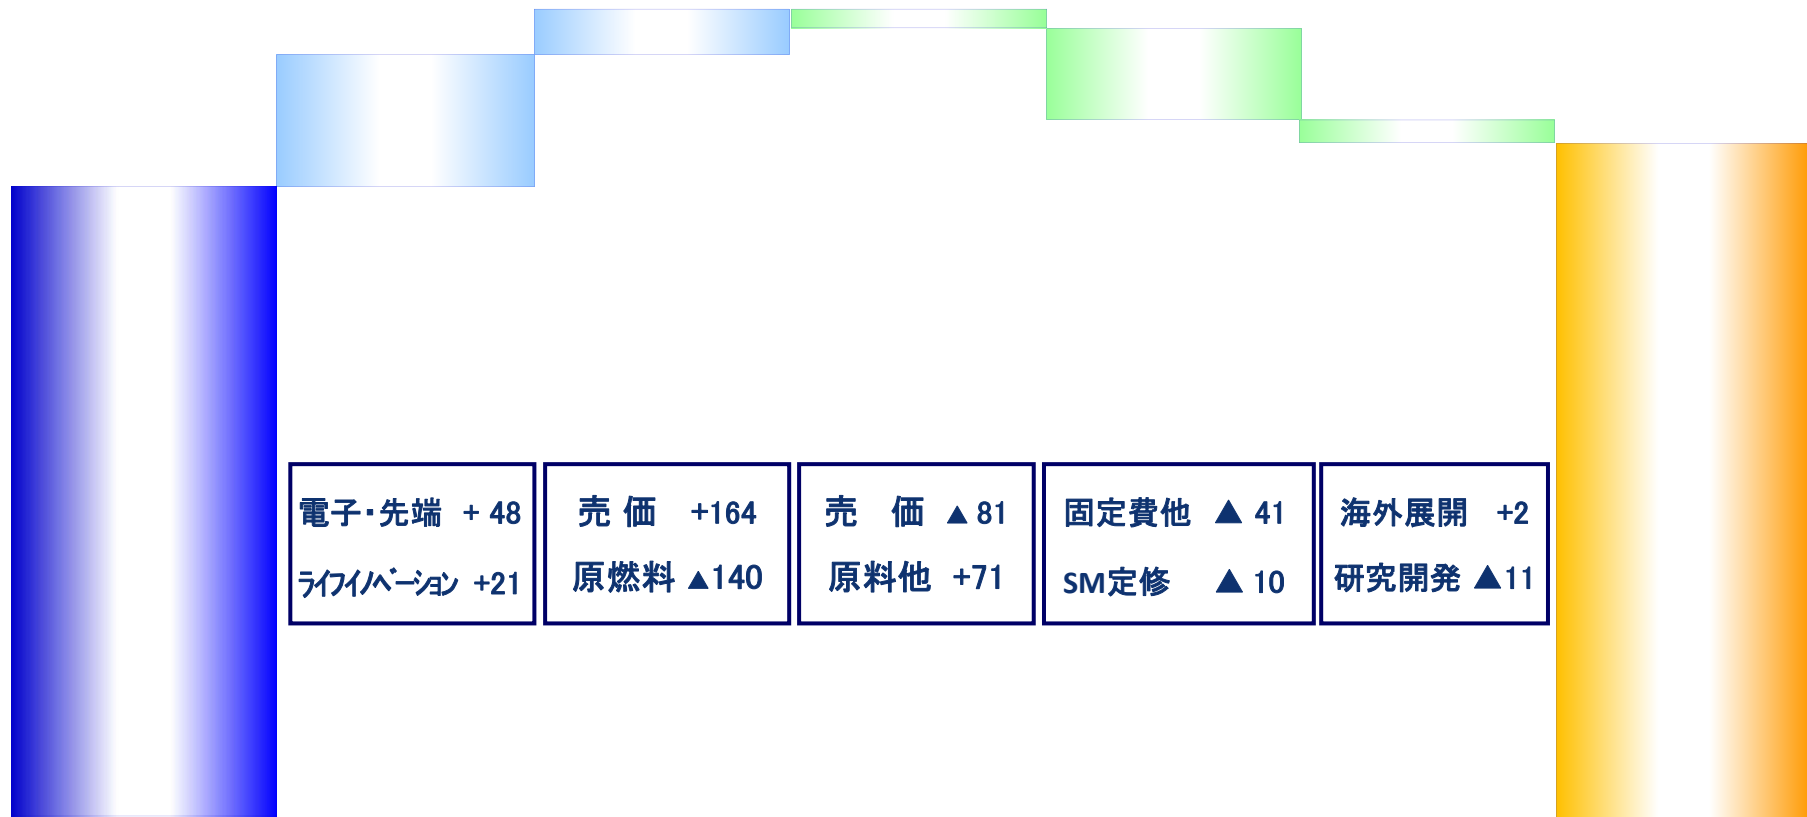 電子・先端 + 48
ライフイノベーション +21
売 価 +164
原燃料 ▲140
売 価 ▲ 81
原料他 +71
固定費他 ▲ 41
SM定修 ▲ 10
海外展開 +2
研究開発 ▲11